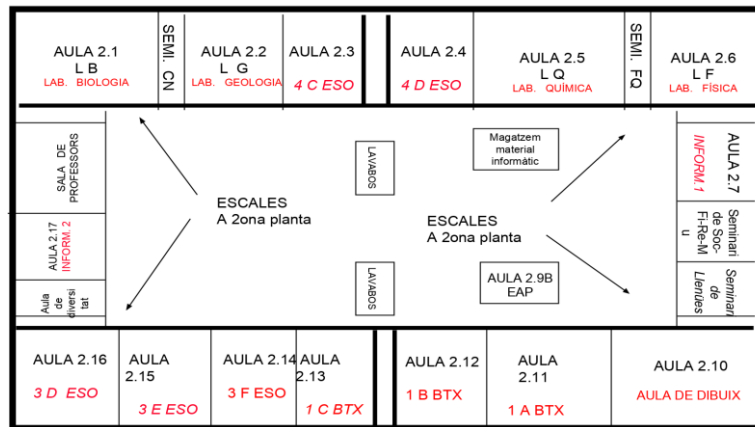 AULA 2.1
L B
LAB. BIOLOGIA
SEMI. CN
AULA 2.2
L G
LAB. GEOLOGIA
AULA 2.3
4 C ESO
AULA 2.4
4 D ESO
AULA 2.5
L Q
LAB. QUÍMICA
SEMI. FQ
AULA 2.6
L F
LAB. FÍSICA
SALA DE
PROFESSORS
LAVABOS
Magatzem
material
informàtic
AULA 2.7
INFORM.1
ESCALES
A 2ona planta
ESCALES
A 2ona planta
AULA 2.17
INFORM. 2
Seminari
de Soc-
Fi-Re-M
u
Aula
de
diversi
tat
LAVABOS
AULA 2.9B
EAP
Seminari
de
Llenúes
AULA 2.16
3 D ESO
AULA
2.15
3 E ESO
AULA 2.14
3 F ESO
AULA
2.13
1 C BTX
AULA 2.12
1 B BTX
AULA
2.11
1 A BTX
AULA 2.10
AULA DE DIBUIX